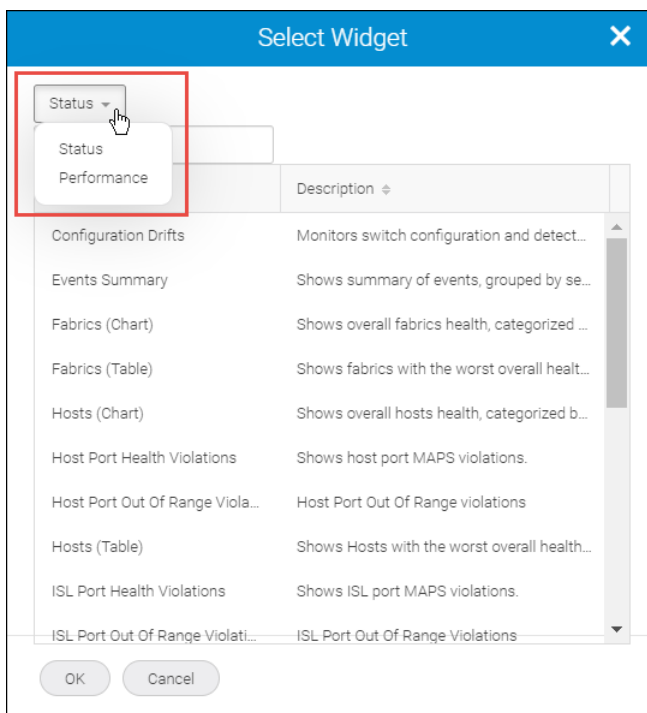 Select Widget
Status
Status
Performance
Description
Configuration Drifts Monitors switch configuration and detect...
Events Summary Shows summary of events, grouped by se...
Fabrics (Chart) Shows overall fabrics health, categorized ...
Fabrics (Table) Shows fabrics with the worst overall healt...
Hosts (Chart) Shows overall hosts health, categorized b...
Host Port Health Violations Shows host port MAPS violations.
Host Port Out Of Range Viola... Host Port Out Of Range violations
Hosts (Table) Shows Hosts with the worst overall health...
ISL Port Health Violations Shows ISL port MAPS violations.
ISL Port Out Of Range Violati... ISL Port Out Of Range Violations
OK Cancel